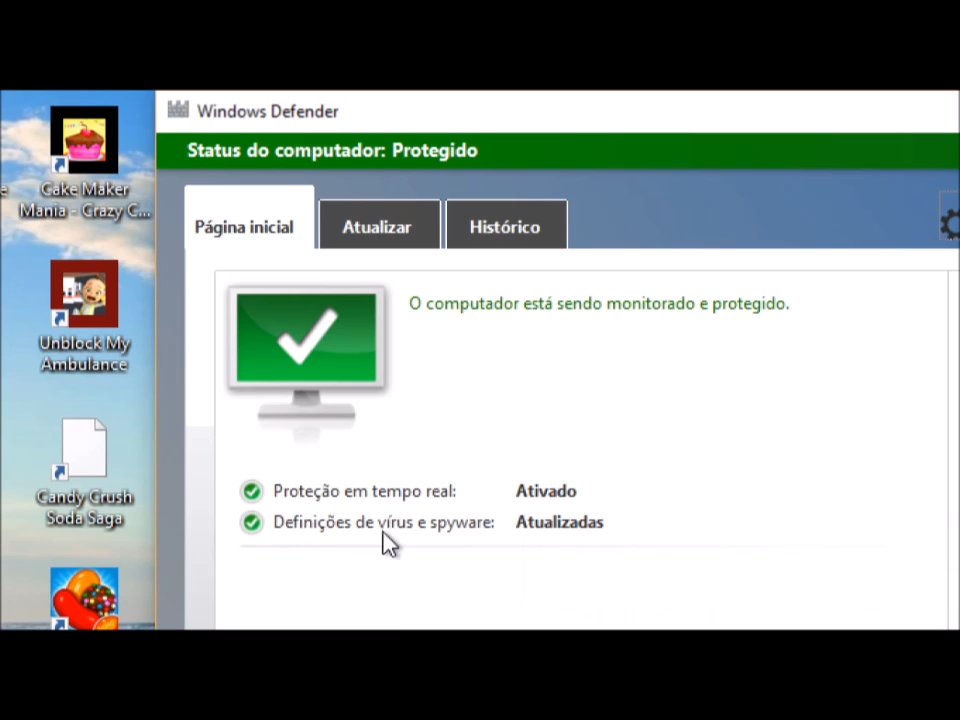 Windows Defender
Status do computador: Protegido
Página inicial
Atualizar
Histórico
O computador está sendo monitorado e protegido.
Proteção em tempo real: Ativado
Definições de vírus e spyware: Atualizadas
e
Cake Maker
Mania - Crazy C...
Unblock My
Ambulance
Candy Crush
Soda Saga